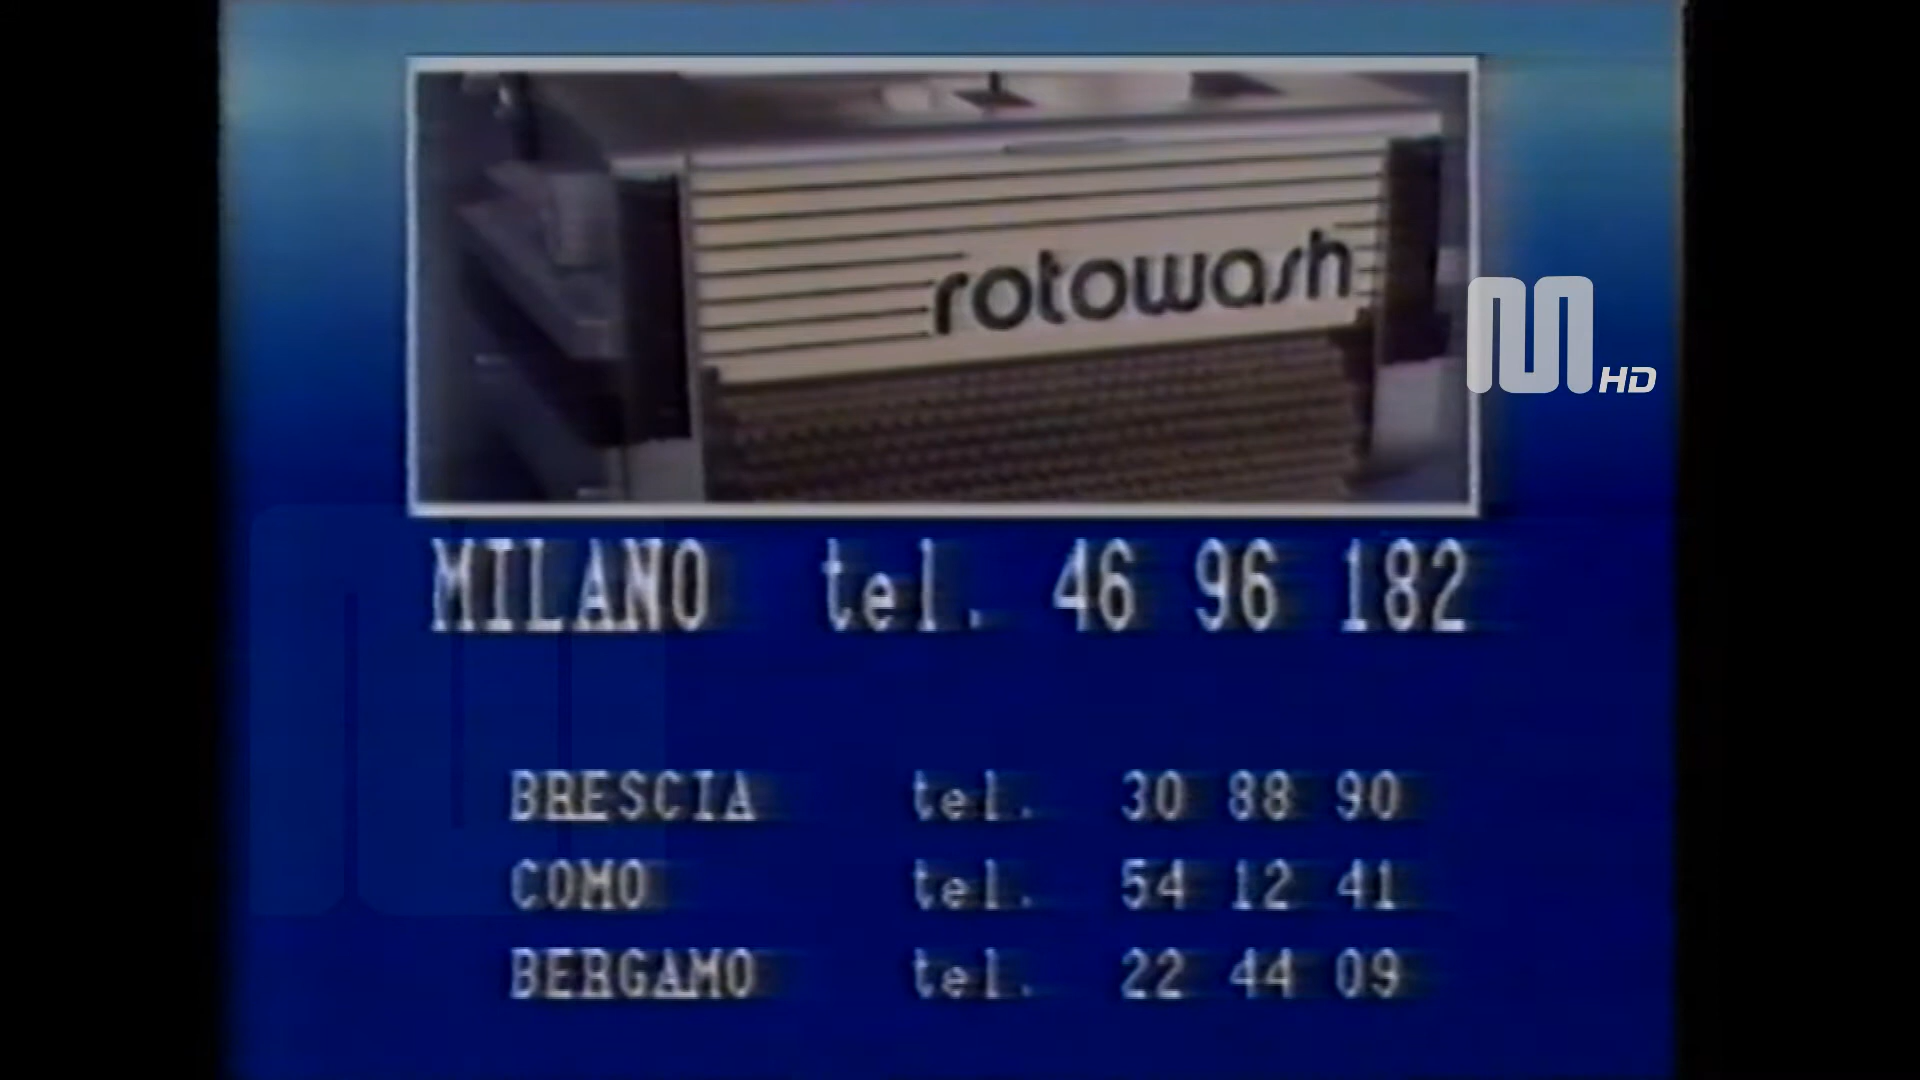 rotowash
HD
MILANO tel. 46 96 182
BRESCIA tel. 30 88 90
COMO tel. 54 12 41
BERGAMO tel. 22 44 09